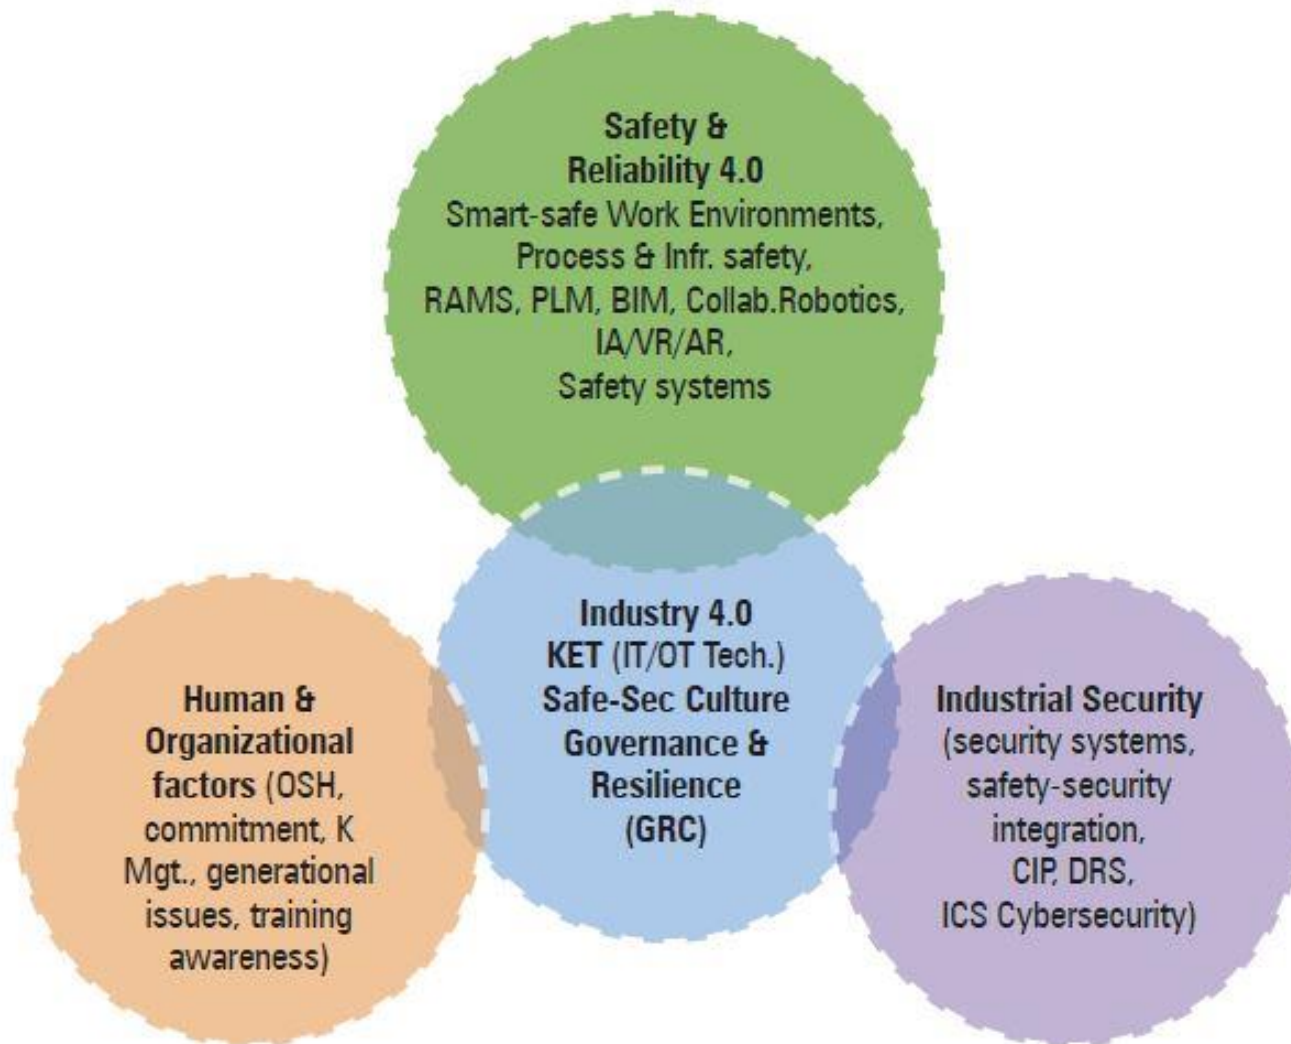 Safety &
Reliability 4.0
Smart-safe Work Environments,
Process & Infr. safety,
RAMS, PLM, BIM, Collab.Robotics,
IA/VR/AR,
Safety systems
Industry 4.0
KET (IT/OT Tech.)
Safe-Sec Culture
Governance &
Resilience
(GRC)
Human &
Organizational
factors (OSH,
commitment, K
Mgt., generational
issues, training
awareness)
Industrial Security
(security systems,
safety-security
integration,
CIP, DRS,
ICS Cybersecurity)